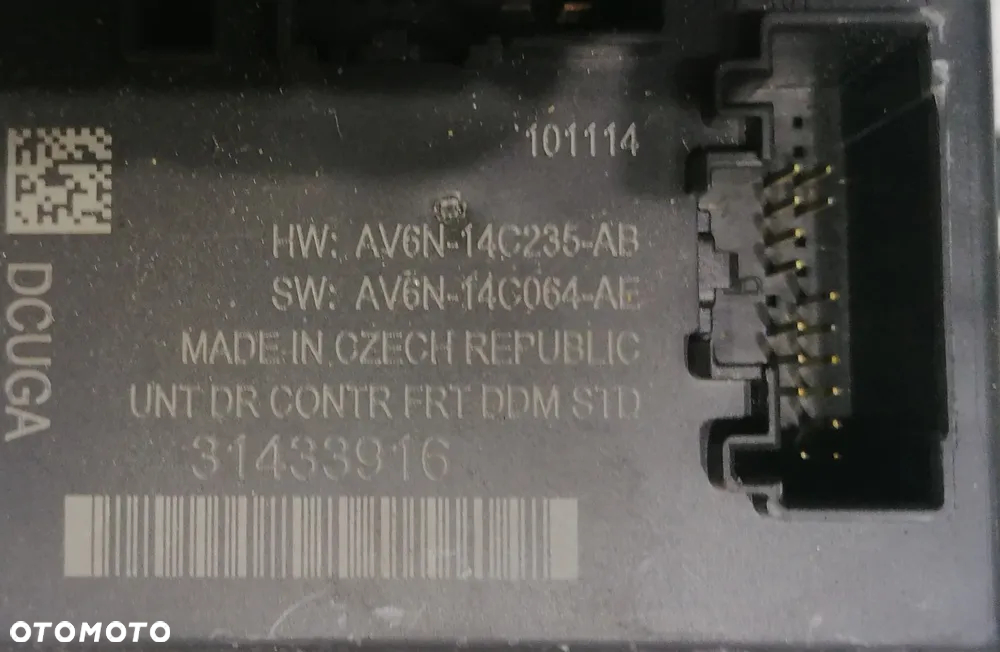 101114
HW: AV6N-14C235-AB
SW: AV6N-14C064-AE
MADE IN CZECH REPUBLIC
UNT DR CONTR FRT DDM STD
31433916
DCUGA
OTOMOTO